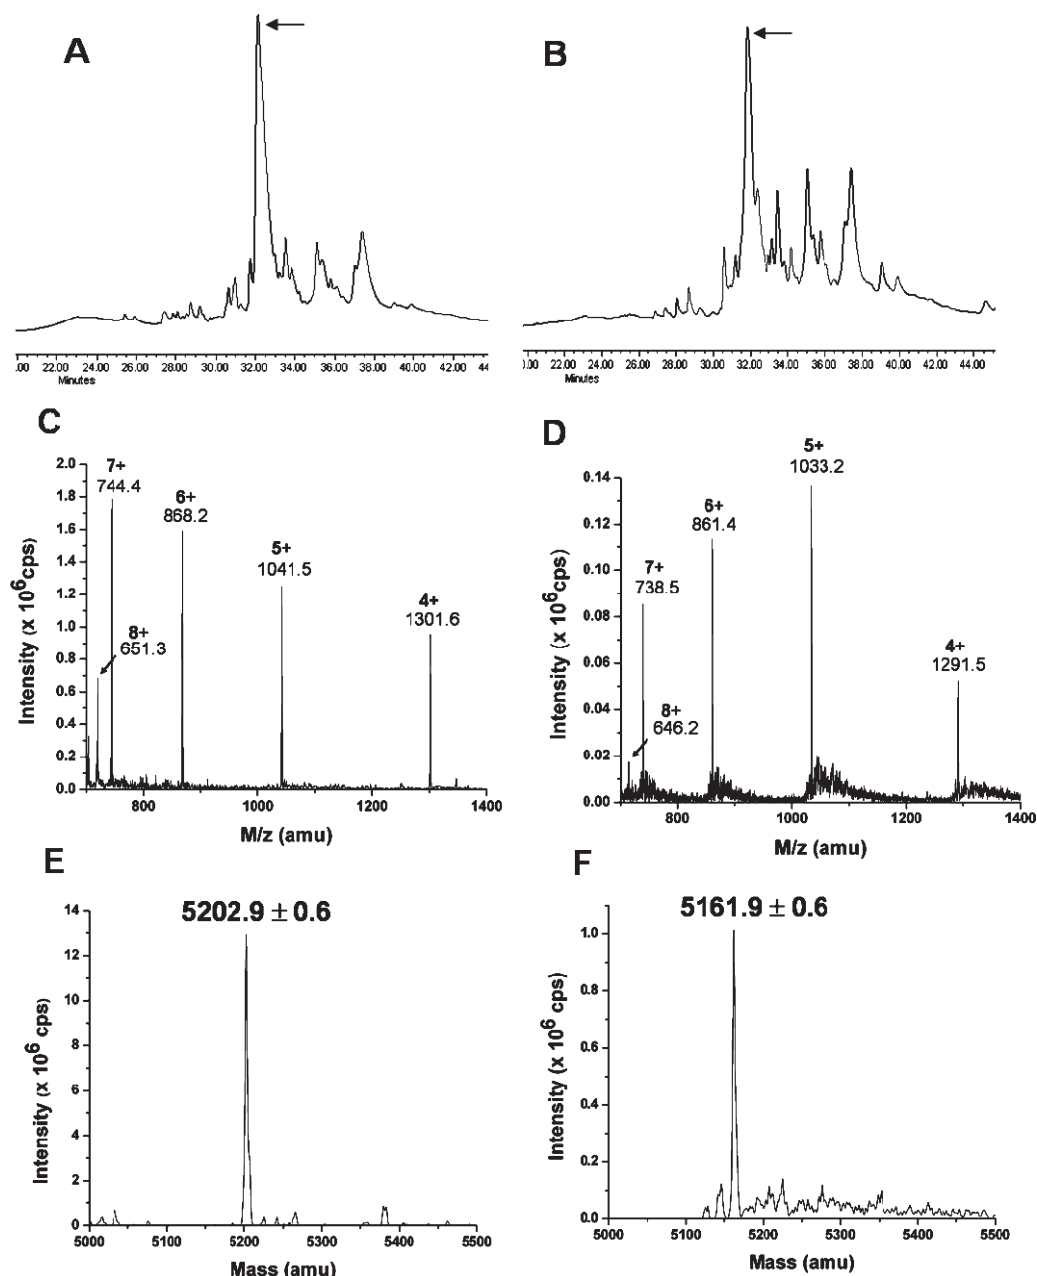 A
B
.00 22.00 24.00 26.00 28.00 30.00 32.00 34.00 36.00 38.00 40.00 42.00 44
Minutes
20.00 22.00 24.00 26.00 28.00 30.00 32.00 34.00 36.00 38.00 40.00 42.00 44.00
Minutes
C
7+
744.4
6+
868.2
5+
1041.5
4+
1301.6
8+
651.3
2.0
1.8
1.6
1.4
1.2
1.0
0.8
0.6
0.4
0.2
0.0
Intensity (x 10⁶cps)
800 1000 1200 1400
M/z (amu)
D
5+
1033.2
6+
861.4
7+
738.5
4+
1291.5
8+
646.2
0.14
0.12
0.10
0.08
0.06
0.04
0.02
0.00
Intensity (x 10⁶cps)
800 1000 1200 1400
M/z (amu)
E
5202.9 ± 0.6
14
12
10
8
6
4
2
0
Intensity (x 10⁶ cps)
5000 5100 5200 5300 5400 5500
Mass (amu)
F
5161.9 ± 0.6
1.0
0.8
0.6
0.4
0.2
0.0
Intensity (x 10⁶ cps)
5000 5100 5200 5300 5400 5500
Mass (amu)